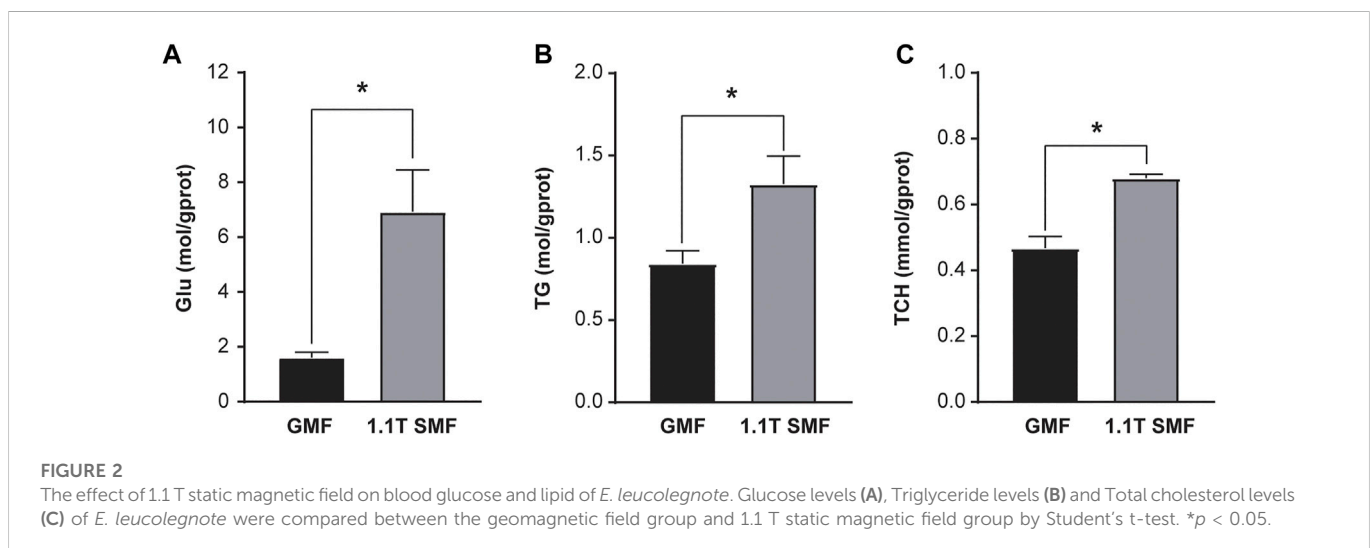 A
Glu (mol/gprot)
12
10
8
6
4
2
0
*
GMF 1.1T SMF
B
TG (mol/gprot)
2.0
1.5
1.0
0.5
0.0
*
GMF 1.1T SMF
C
TCH (mmol/gprot)
1.0
0.8
0.6
0.4
0.2
0.0
*
GMF 1.1T SMF
FIGURE 2
The effect of 1.1 T static magnetic field on blood glucose and lipid of E. leucolegnote. Glucose levels (A), Triglyceride levels (B) and Total cholesterol levels
(C) of E. leucolegnote were compared between the geomagnetic field group and 1.1 T static magnetic field group by Student's t-test. *p < 0.05.